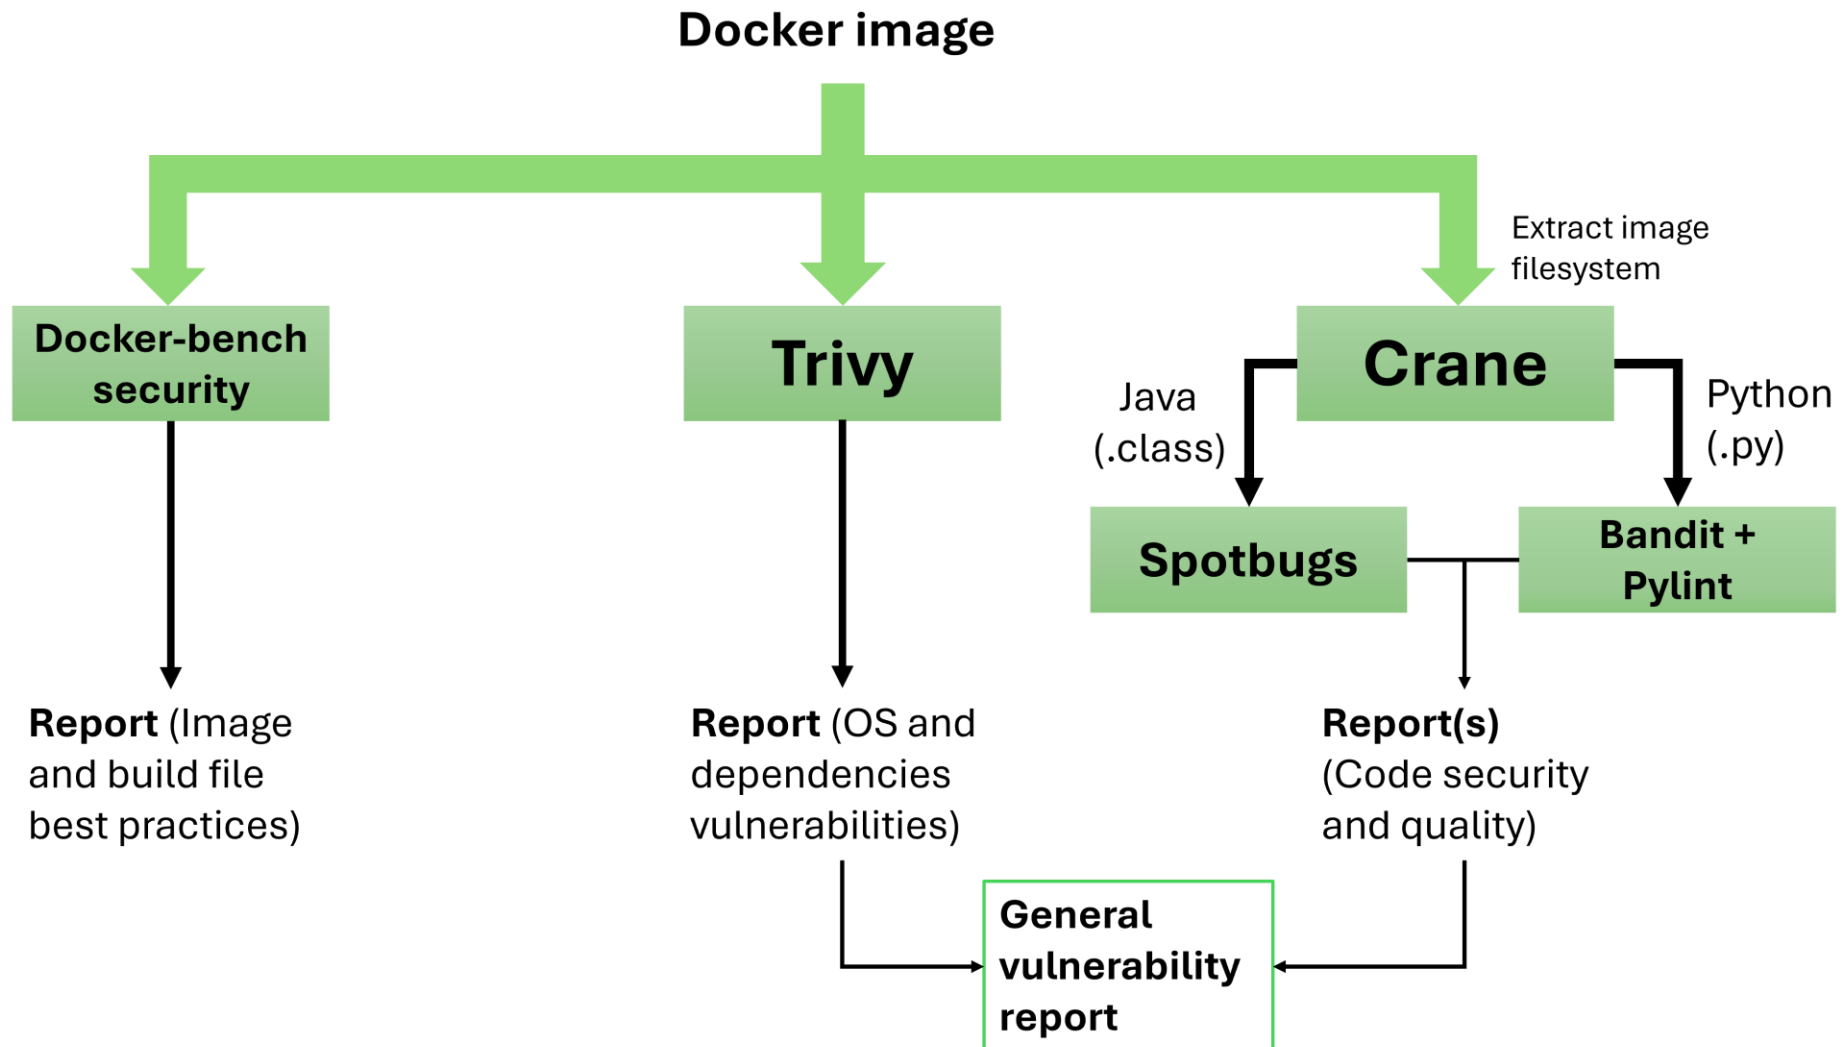 Docker image
Extract image
filesystem
Docker-bench
security
Trivy
Crane
Java
(.class)
Python
(.py)
Spotbugs
Bandit +
Pylint
Report (Image
and build file
best practices)
Report (OS and
dependencies
vulnerabilities)
Report(s)
(Code security
and quality)
General
vulnerability
report